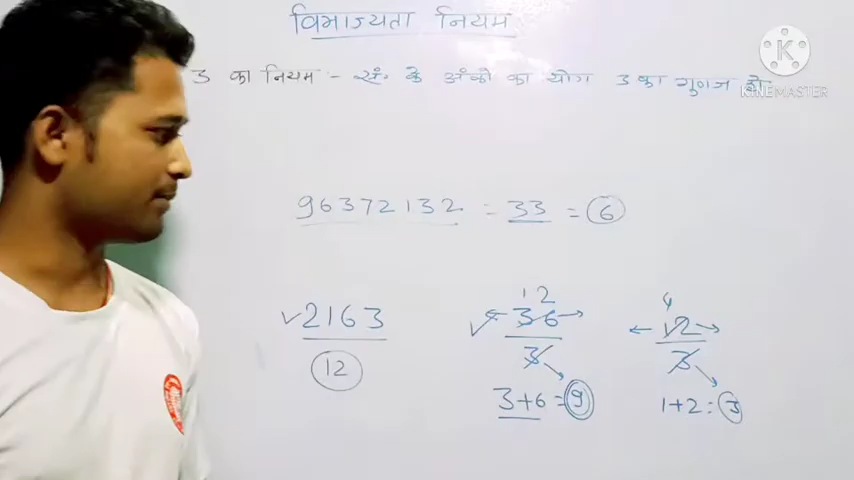 विभाज्यता नियम
3 का नियम :- सं. के अंको का योग 3 का गुणज हो
K
KINEMASTER
96372132 = 33 = 6
✓2163
12
12
36
3
3+6 = 9
4
12
3
1+2 : 3